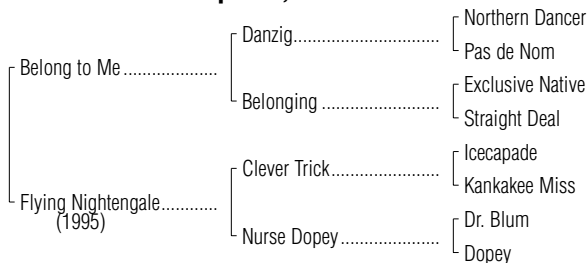 Northern Dancer
Danzig
Pas de Nom
Belong to Me
Exclusive Native
Belonging
Straight Deal
Icecapade
Clever Trick
Kankakee Miss
Flying Nightengale
(1995)
Dr. Blum
Nurse Dopey
Dopey